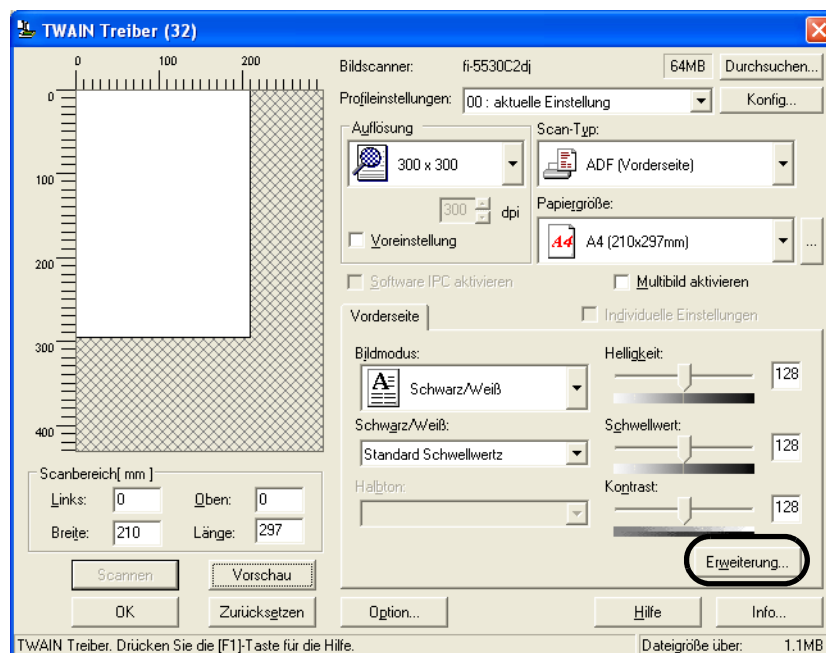 TWAIN Treiber (32)
0 100 200
0
100
200
300
400
Bildscanner: fi-5530C2dj 64MB Durchsuchen...
Profileinstellungen: 00 : aktuelle Einstellung Konfig...
Auflösung
300 x 300
300 dpi
Voreinstellung
Scan-Typ:
ADF (Vorderseite)
Papiergröße:
A4 A4 (210x297mm) ...
Software IPC aktivieren Multibild aktivieren
Vorderseite Individuelle Einstellungen
Bildmodus:
Schwarz/Weiß
Schwarz/Weiß:
Standard Schwellwertz
Halbton:
Helligkeit:
128
Schwellwert:
128
Kontrast:
128
Erweiterung...
Scanbereich[ mm ]
Links: 0 Oben: 0
Breite: 210 Länge: 297
Scannen Vorschau
OK Zurücksetzen Option... Hilfe Info...
TWAIN Treiber. Drücken Sie die [F1]-Taste für die Hilfe. Dateigröße über: 1.1MB